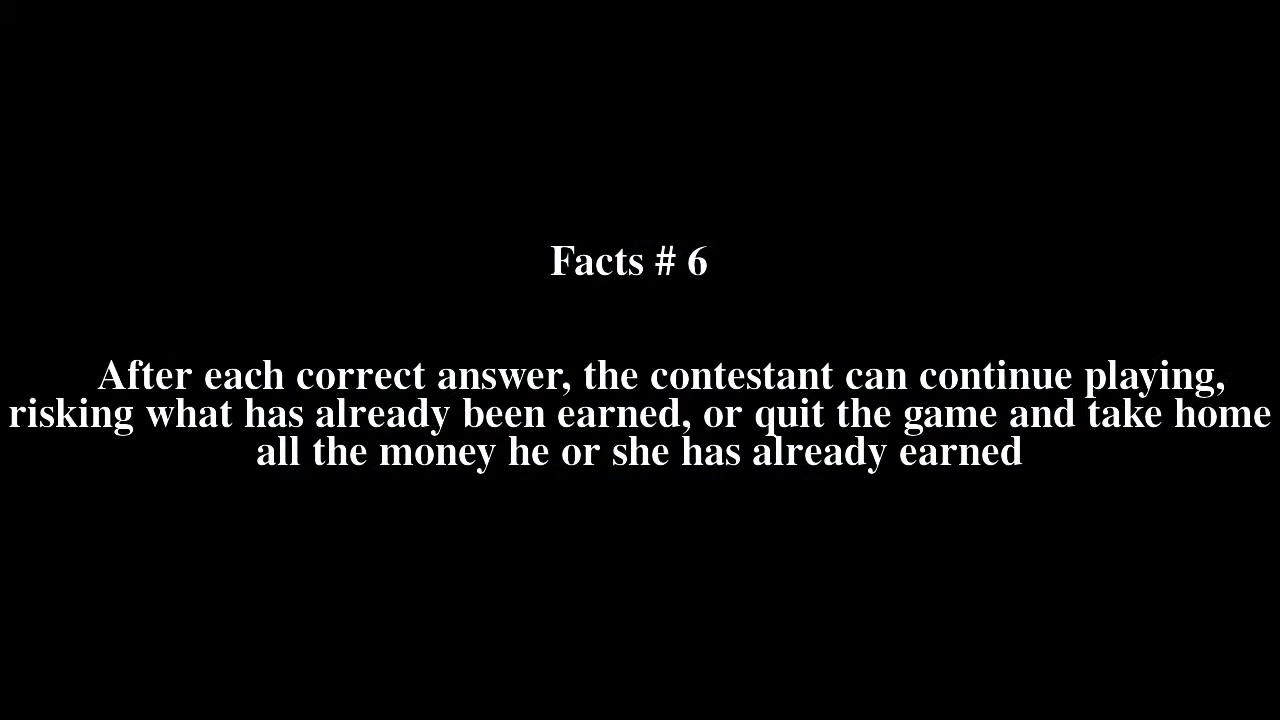 Facts # 6
After each correct answer, the contestant can continue playing,
risking what has already been earned, or quit the game and take home
all the money he or she has already earned